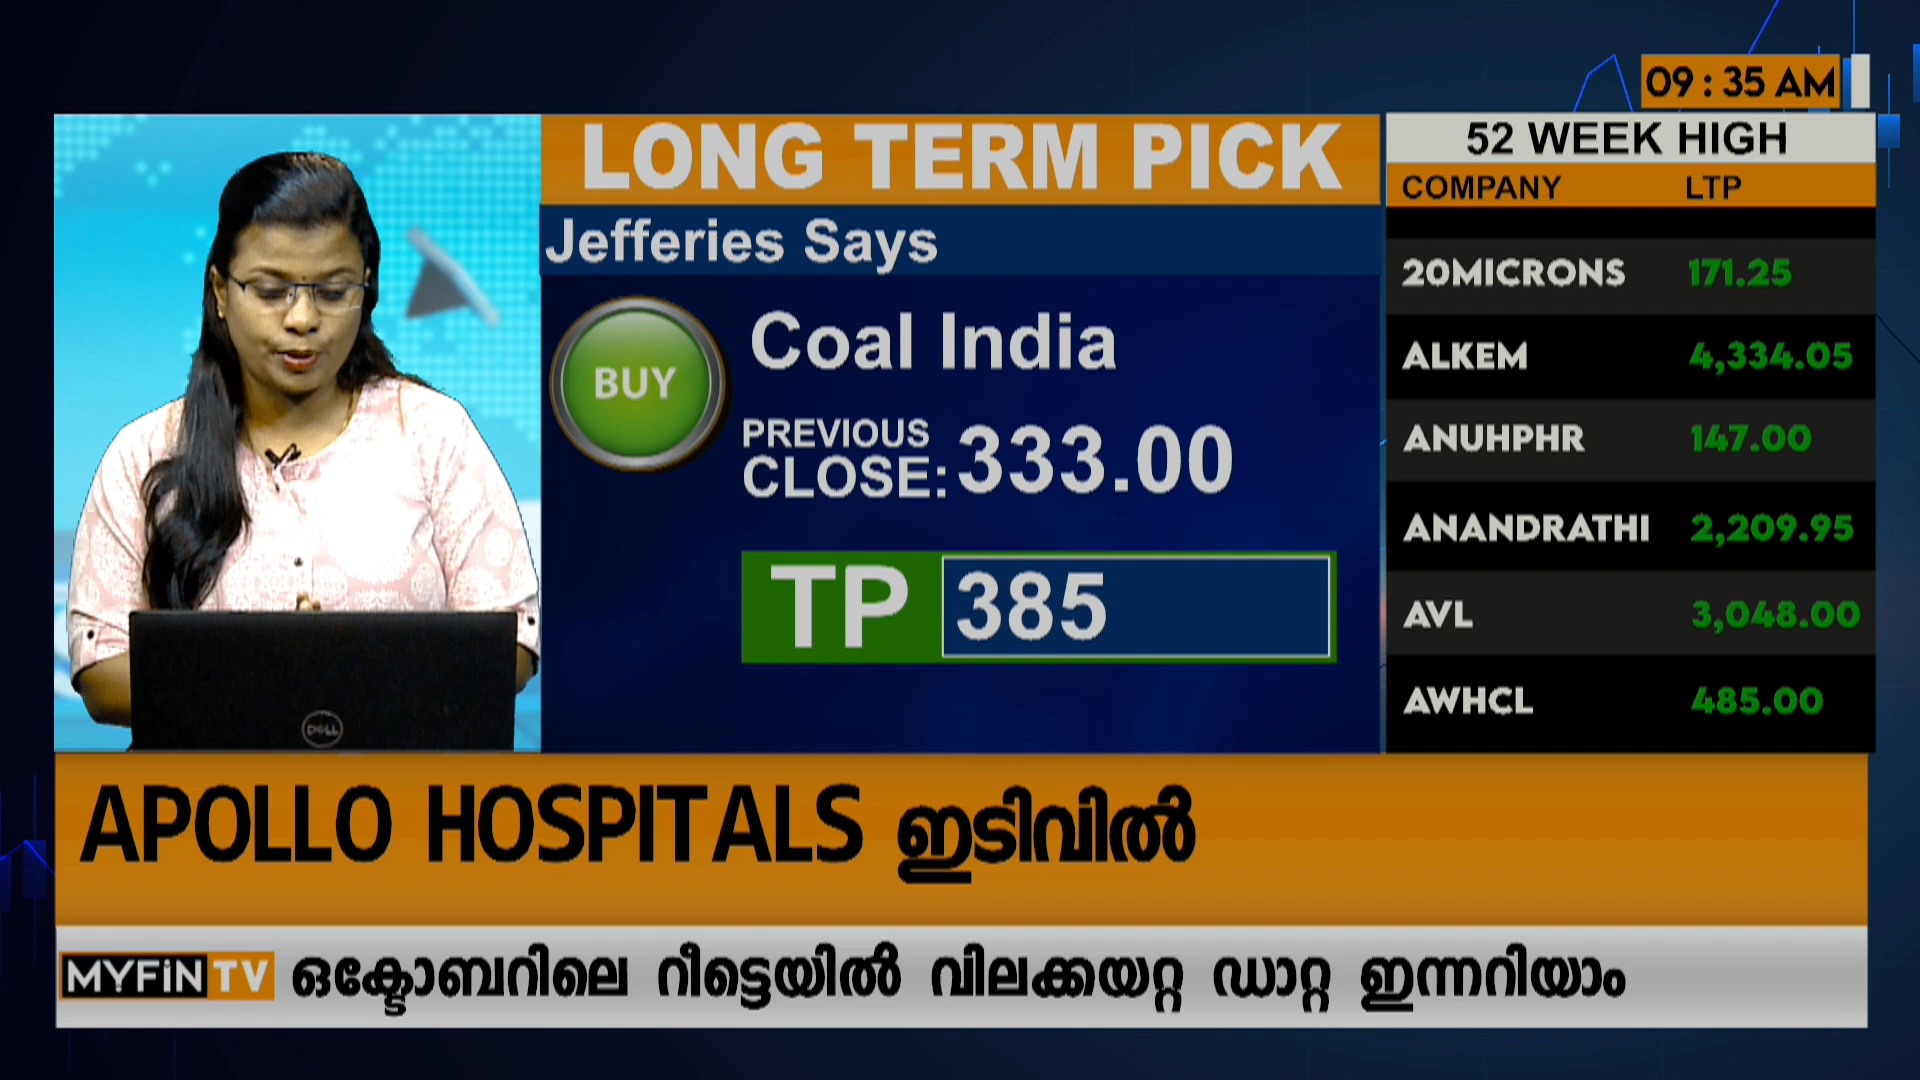 09 : 35 AM
LONG TERM PICK
Jefferies Says
BUY
Coal India
PREVIOUS
CLOSE: 333.00
TP 385
52 WEEK HIGH
COMPANY LTP
20MICRONS 171.25
ALKEM 4,334.05
ANUHPHR 147.00
ANANDRATHI 2,209.95
AVL 3,048.00
AWHCL 485.00
DELL
APOLLO HOSPITALS ഇടിവിൽ
MYFiN TV ഒക്ടോബറിലെ റീട്ടെയിൽ വിലക്കയറ്റ ഡാറ്റ ഇന്നറിയാം